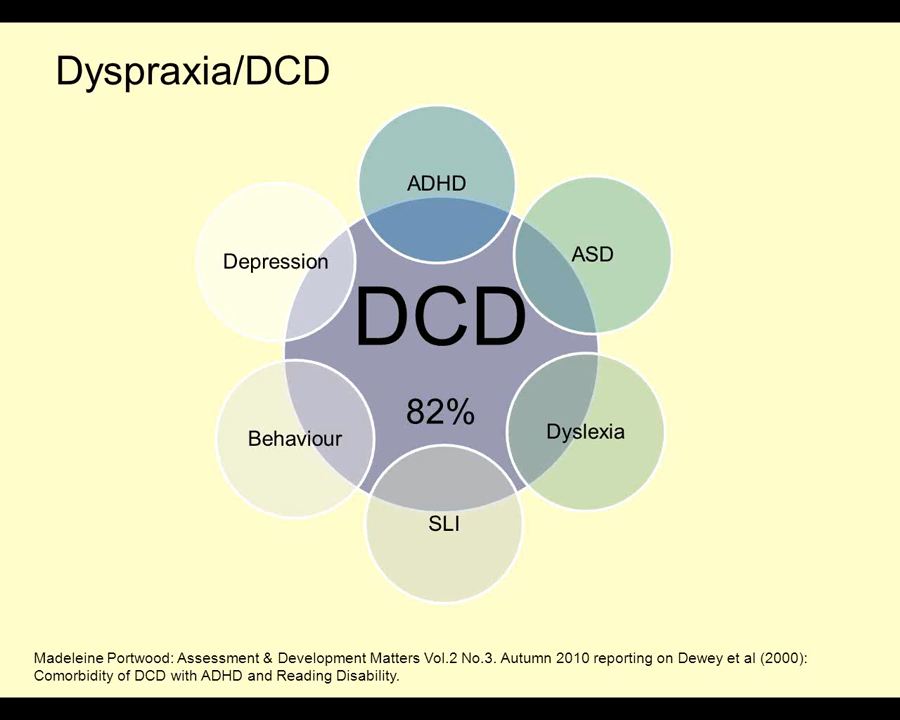 Dyspraxia/DCD
ADHD
ASD
Depression
DCD
82%
Dyslexia
Behaviour
SLI
Madeleine Portwood: Assessment & Development Matters Vol.2 No.3. Autumn 2010 reporting on Dewey et al (2000):
Comorbidity of DCD with ADHD and Reading Disability.